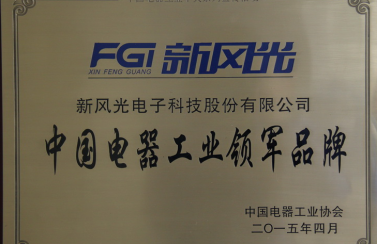 FGI 新风光
XIN FENG GUANG
新风光电子科技股份有限公司
中国电器工业领军品牌
中国电器工业协会
二〇一五年四月